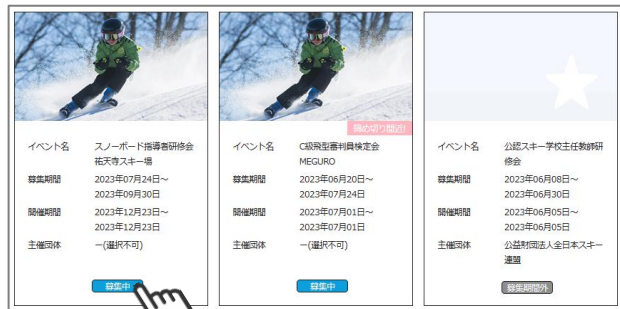 イベント名 スノーボード指導者研修会
祐天寺スキー場
募集期間 2023年07月24日~
2023年09月30日
開催期間 2023年12月23日~
2023年12月23日
主催団体 ー(選択不可)
募集中
締め切り間近!
イベント名 C級飛型審判員検定会
MEGURO
募集期間 2023年06月20日~
2023年07月24日
開催期間 2023年07月01日~
2023年07月01日
主催団体 ー(選択不可)
募集中
イベント名 公認スキー学校主任教師研
修会
募集期間 2023年06月08日~
2023年06月30日
開催期間 2023年06月05日~
2023年06月05日
主催団体 公益財団法人全日本スキー
連盟
募集期間外